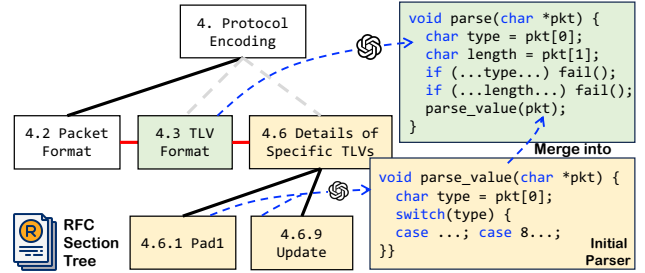 4. Protocol
Encoding
4.2 Packet
Format
4.3 TLV
Format
4.6 Details of
Specific TLVs
4.6.1 Pad1
4.6.9
Update
R
RFC
Section
Tree
void parse(char *pkt) {
char type = pkt[0];
char length = pkt[1];
if (...type...) fail();
if (...length...) fail();
parse_value(pkt);
}
Merge into
void parse_value(char *pkt) {
char type = pkt[0];
switch(type) {
case ...; case 8...;
}}
Initial
Parser